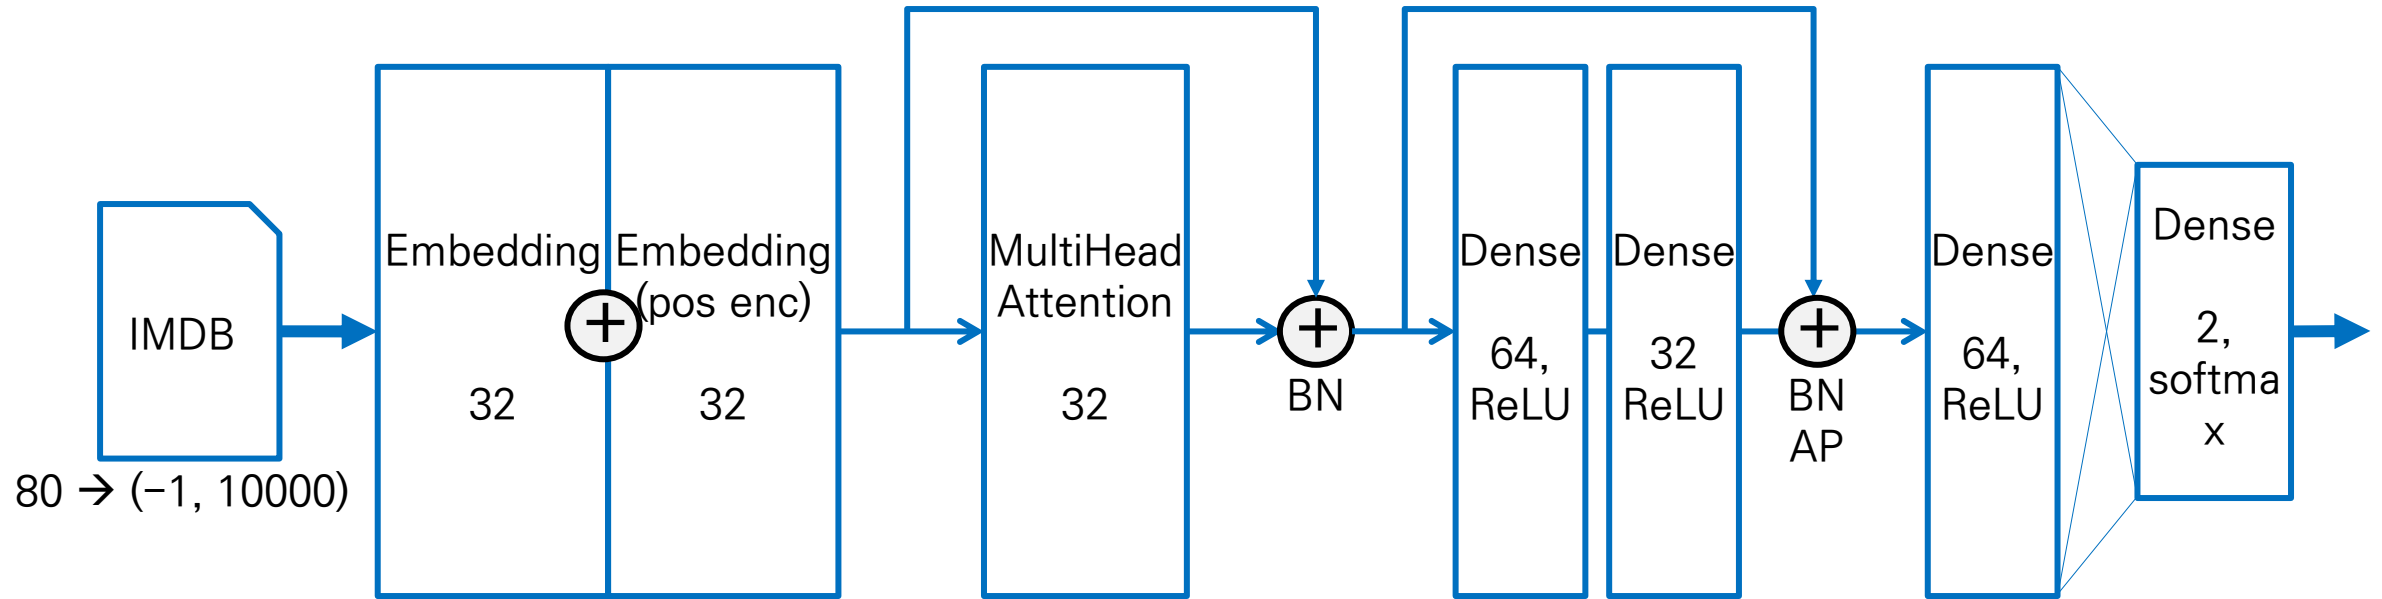 IMDB
80 → (−1, 10000)
Embedding
32
+
Embedding
(pos enc)
32
MultiHead
Attention
32
+
BN
Dense
64,
ReLU
Dense
32
ReLU
+
BN
AP
Dense
64,
ReLU
Dense
2,
softma
x